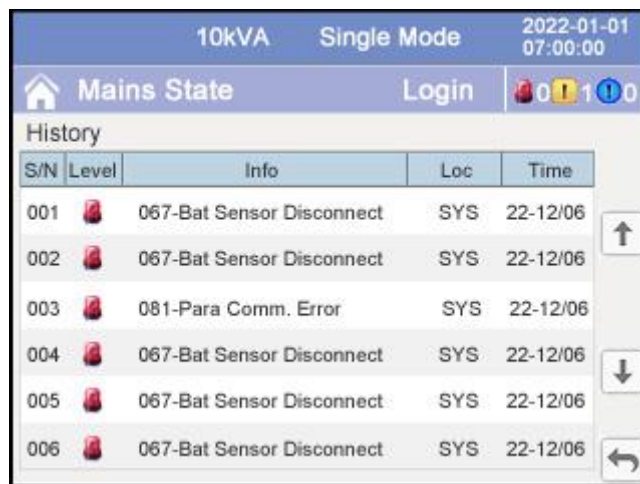 10kVA Single Mode 2022-01-01
07:00:00
Mains State Login 0 ! 1 ! 0
History
S/N Level Info Loc Time
001 067-Bat Sensor Disconnect SYS 22-12/06
002 067-Bat Sensor Disconnect SYS 22-12/06
003 081-Para Comm. Error SYS 22-12/06
004 067-Bat Sensor Disconnect SYS 22-12/06
005 067-Bat Sensor Disconnect SYS 22-12/06
006 067-Bat Sensor Disconnect SYS 22-12/06